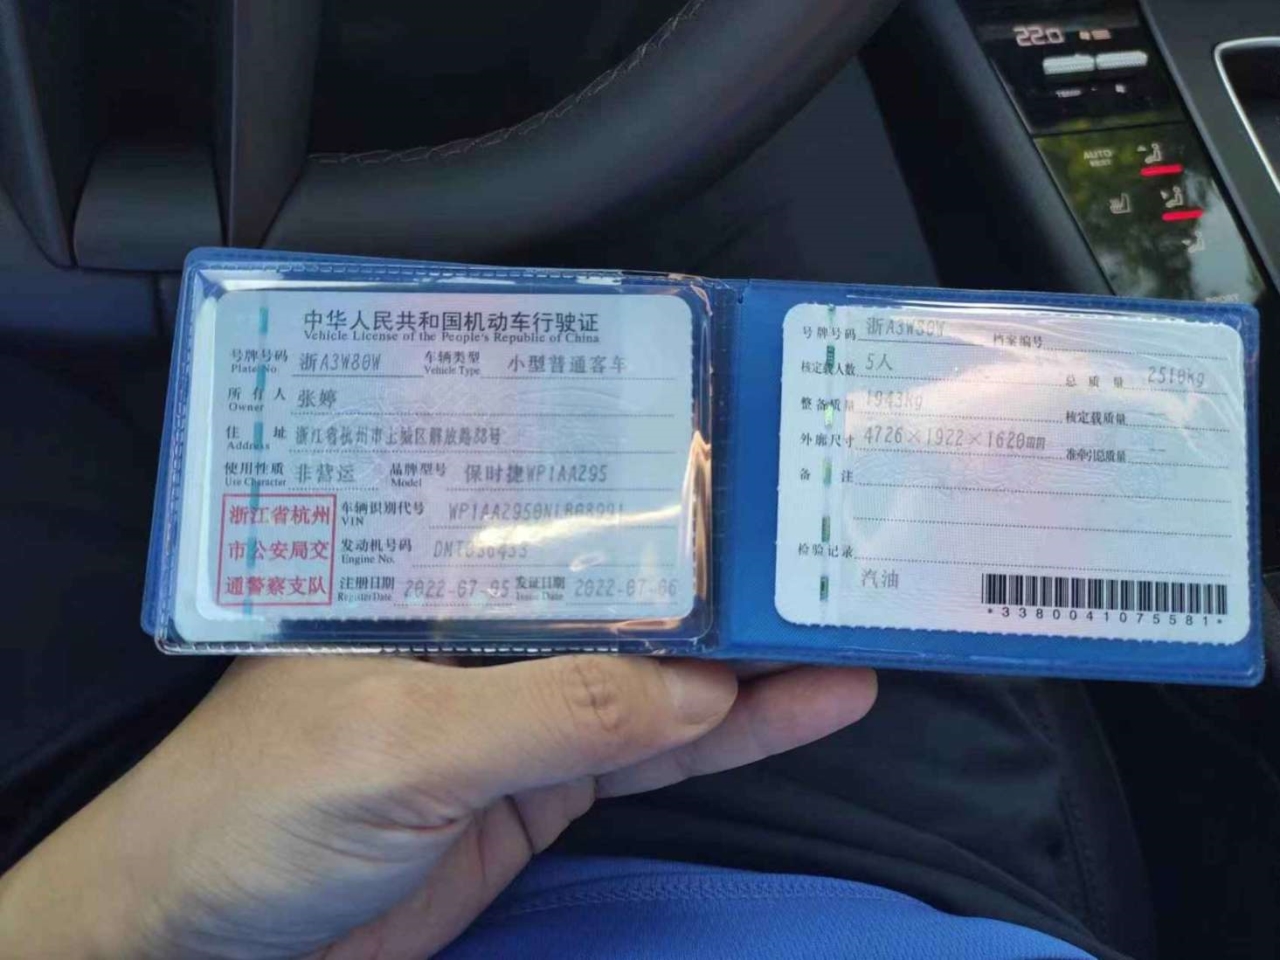 22.0
AUTO
中华人民共和国机动车行驶证
Vehicle License of the People's Republic of China
号牌号码 浙A3W80W 车辆类型 小型普通客车
Plate No Vehicle Type
所有人 张婷
Owner
住址 浙江省杭州市上城区解放路88号
Address
使用性质 非营运 品牌型号 保时捷WP1AA295
Use Character Model
浙江省杭州
市公安局交
通警察支队
车辆识别代号
VIN
发动机号码
Engine No.
注册日期 2022-07-05 发证日期 2022-07-06
Register Date Issue Date
号牌号码 浙A3W80W 档案编号
核定载人数 5人 总质量 2510kg
整备质量 1943kg 核定载质量 —
外廓尺寸 4726×1922×1620mm 准牵引总质量 —
备注
检验记录
汽油
*3380041075581*